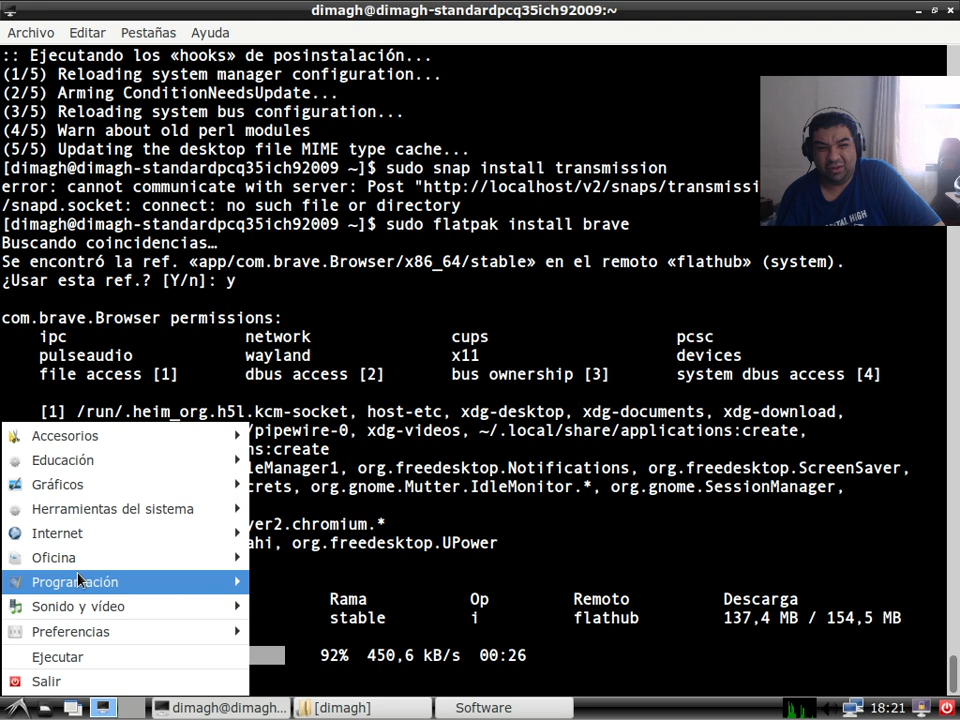 dimagh@dimagh-standardpcq35ich92009:~
Archivo Editar Pestañas Ayuda
:: Ejecutando los «hooks» de posinstalación...
(1/5) Reloading system manager configuration...
(2/5) Arming ConditionNeedsUpdate...
(3/5) Reloading system bus configuration...
(4/5) Warn about old perl modules
(5/5) Updating the desktop file MIME type cache...
[dimagh@dimagh-standardpcq35ich92009 ~]$ sudo snap install transmission
error: cannot communicate with server: Post "http://localhost/v2/snaps/transmissi
/snapd.socket: connect: no such file or directory
[dimagh@dimagh-standardpcq35ich92009 ~]$ sudo flatpak install brave
Buscando coincidencias…
Se encontró la ref. «app/com.brave.Browser/x86_64/stable» en el remoto «flathub» (system).
¿Usar esta ref.? [Y/n]: y
com.brave.Browser permissions:
ipc network cups pcsc
pulseaudio wayland x11 devices
file access [1] dbus access [2] bus ownership [3] system dbus access [4]
[1] /run/.heim_org.h5l.kcm-socket, host-etc, xdg-desktop, xdg-documents, xdg-download,
/pipewire-0, xdg-videos, ~/.local/share/applications:create,
ns:create
leManager1, org.freedesktop.Notifications, org.freedesktop.ScreenSaver,
crets, org.gnome.Mutter.IdleMonitor.*, org.gnome.SessionManager,
ver2.chromium.*
ahi, org.freedesktop.UPower
Rama Op Remoto Descarga
stable i flathub 137,4 MB / 154,5 MB
92% 450,6 kB/s 00:26
Accesorios
Educación
Gráficos
Herramientas del sistema
Internet
Oficina
Programación
Sonido y vídeo
Preferencias
Ejecutar
Salir
dimagh@dimagh... [dimagh] Software 18:21